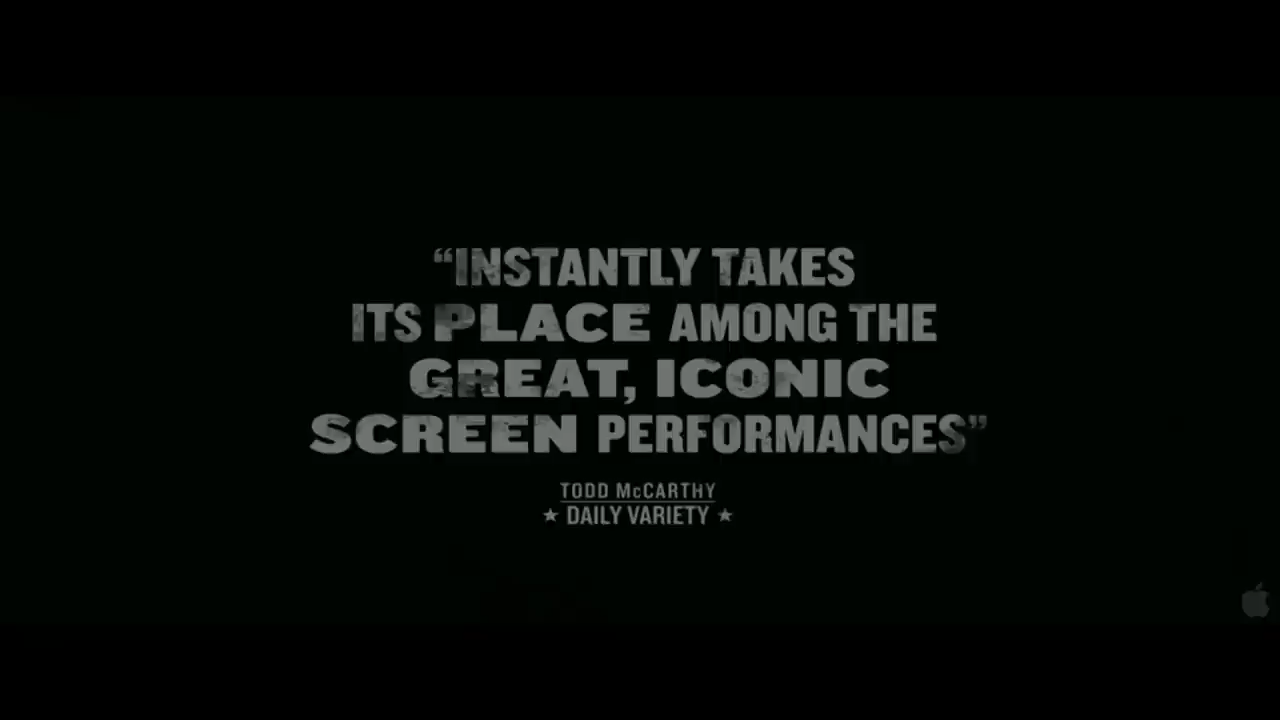 “INSTANTLY TAKES
ITS PLACE AMONG THE
GREAT, ICONIC
SCREEN PERFORMANCES”
TODD McCARTHY
★ DAILY VARIETY ★